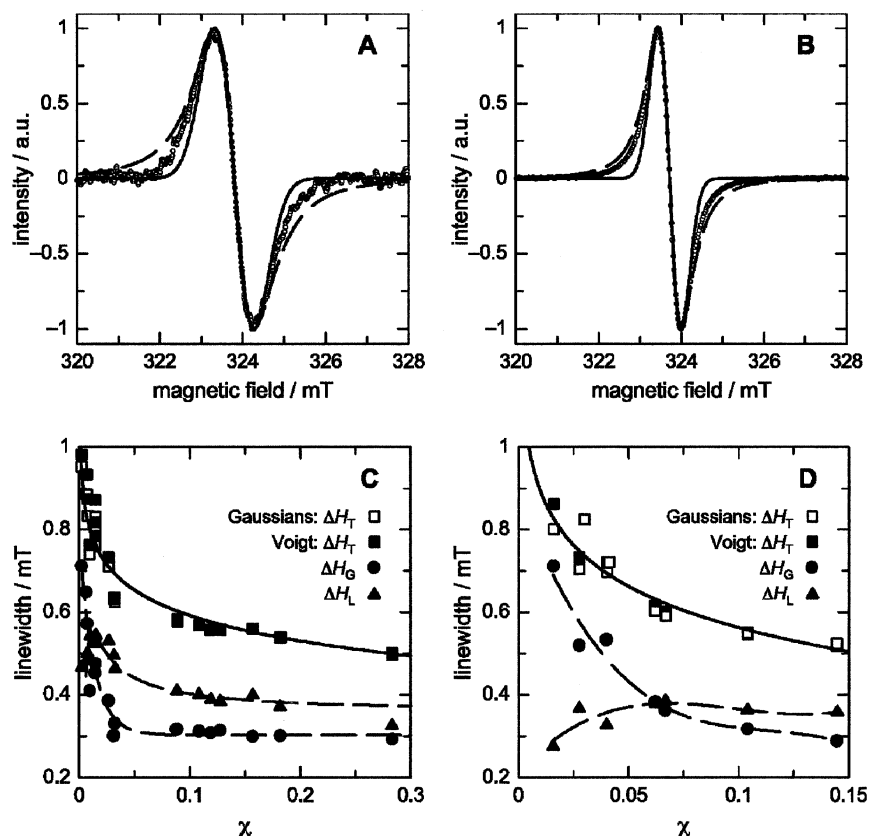 A
1
0.5
0
−0.5
−1
intensity / a.u.
320 322 324 326 328
magnetic field / mT
B
1
0.5
0
−0.5
−1
intensity / a.u.
320 322 324 326 328
magnetic field / mT
C
1
0.8
0.6
0.4
0.2
linewidth / mT
Gaussians: ΔH_T
Voigt: ΔH_T
ΔH_G
ΔH_L
0 0.1 0.2 0.3
χ
D
1
0.8
0.6
0.4
0.2
linewidth / mT
Gaussians: ΔH_T
Voigt: ΔH_T
ΔH_G
ΔH_L
0 0.05 0.1 0.15
χ